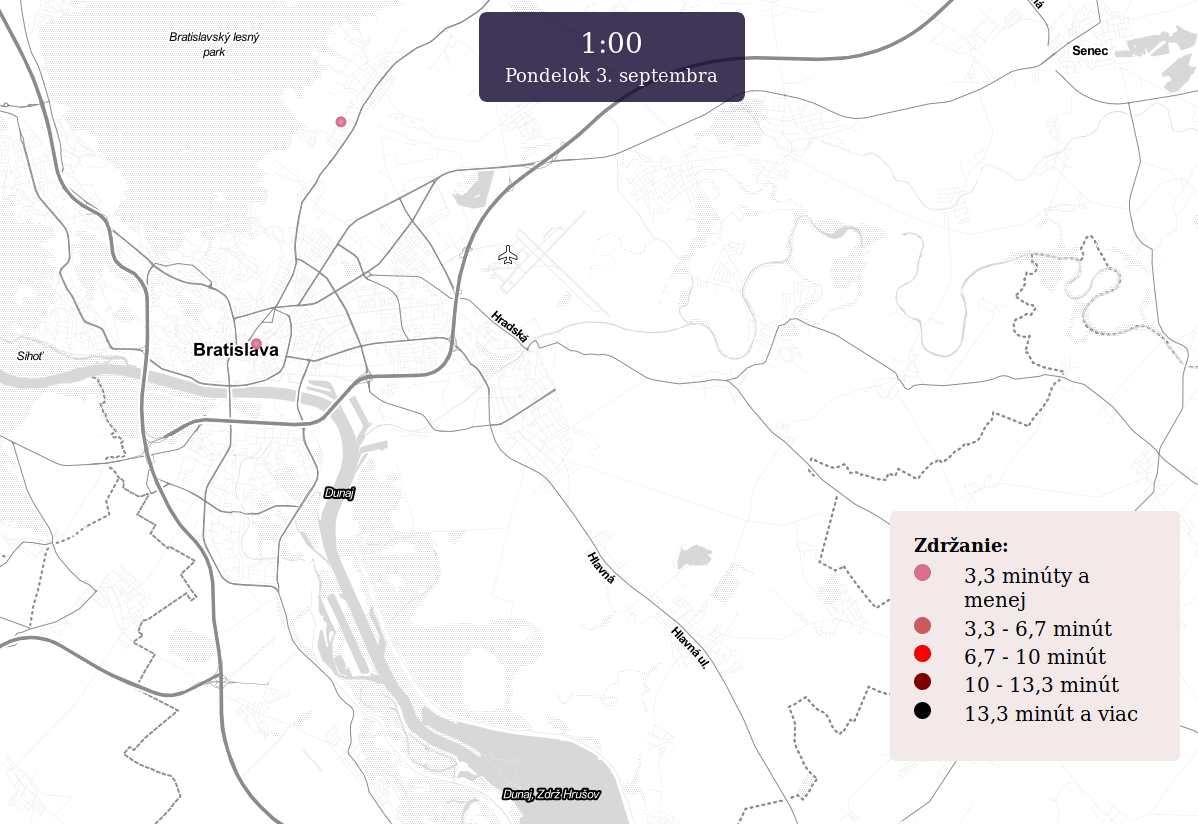 1:00
Pondelok 3. septembra
Bratislavský lesný
park
Senec
Hradská
Bratislava
Sihoť
Dunaj
Hlavná
Hlavná ul.
Dunaj, Zdrž Hrušov
Zdržanie:
3,3 minúty a
menej
3,3 - 6,7 minút
6,7 - 10 minút
10 - 13,3 minút
13,3 minút a viac